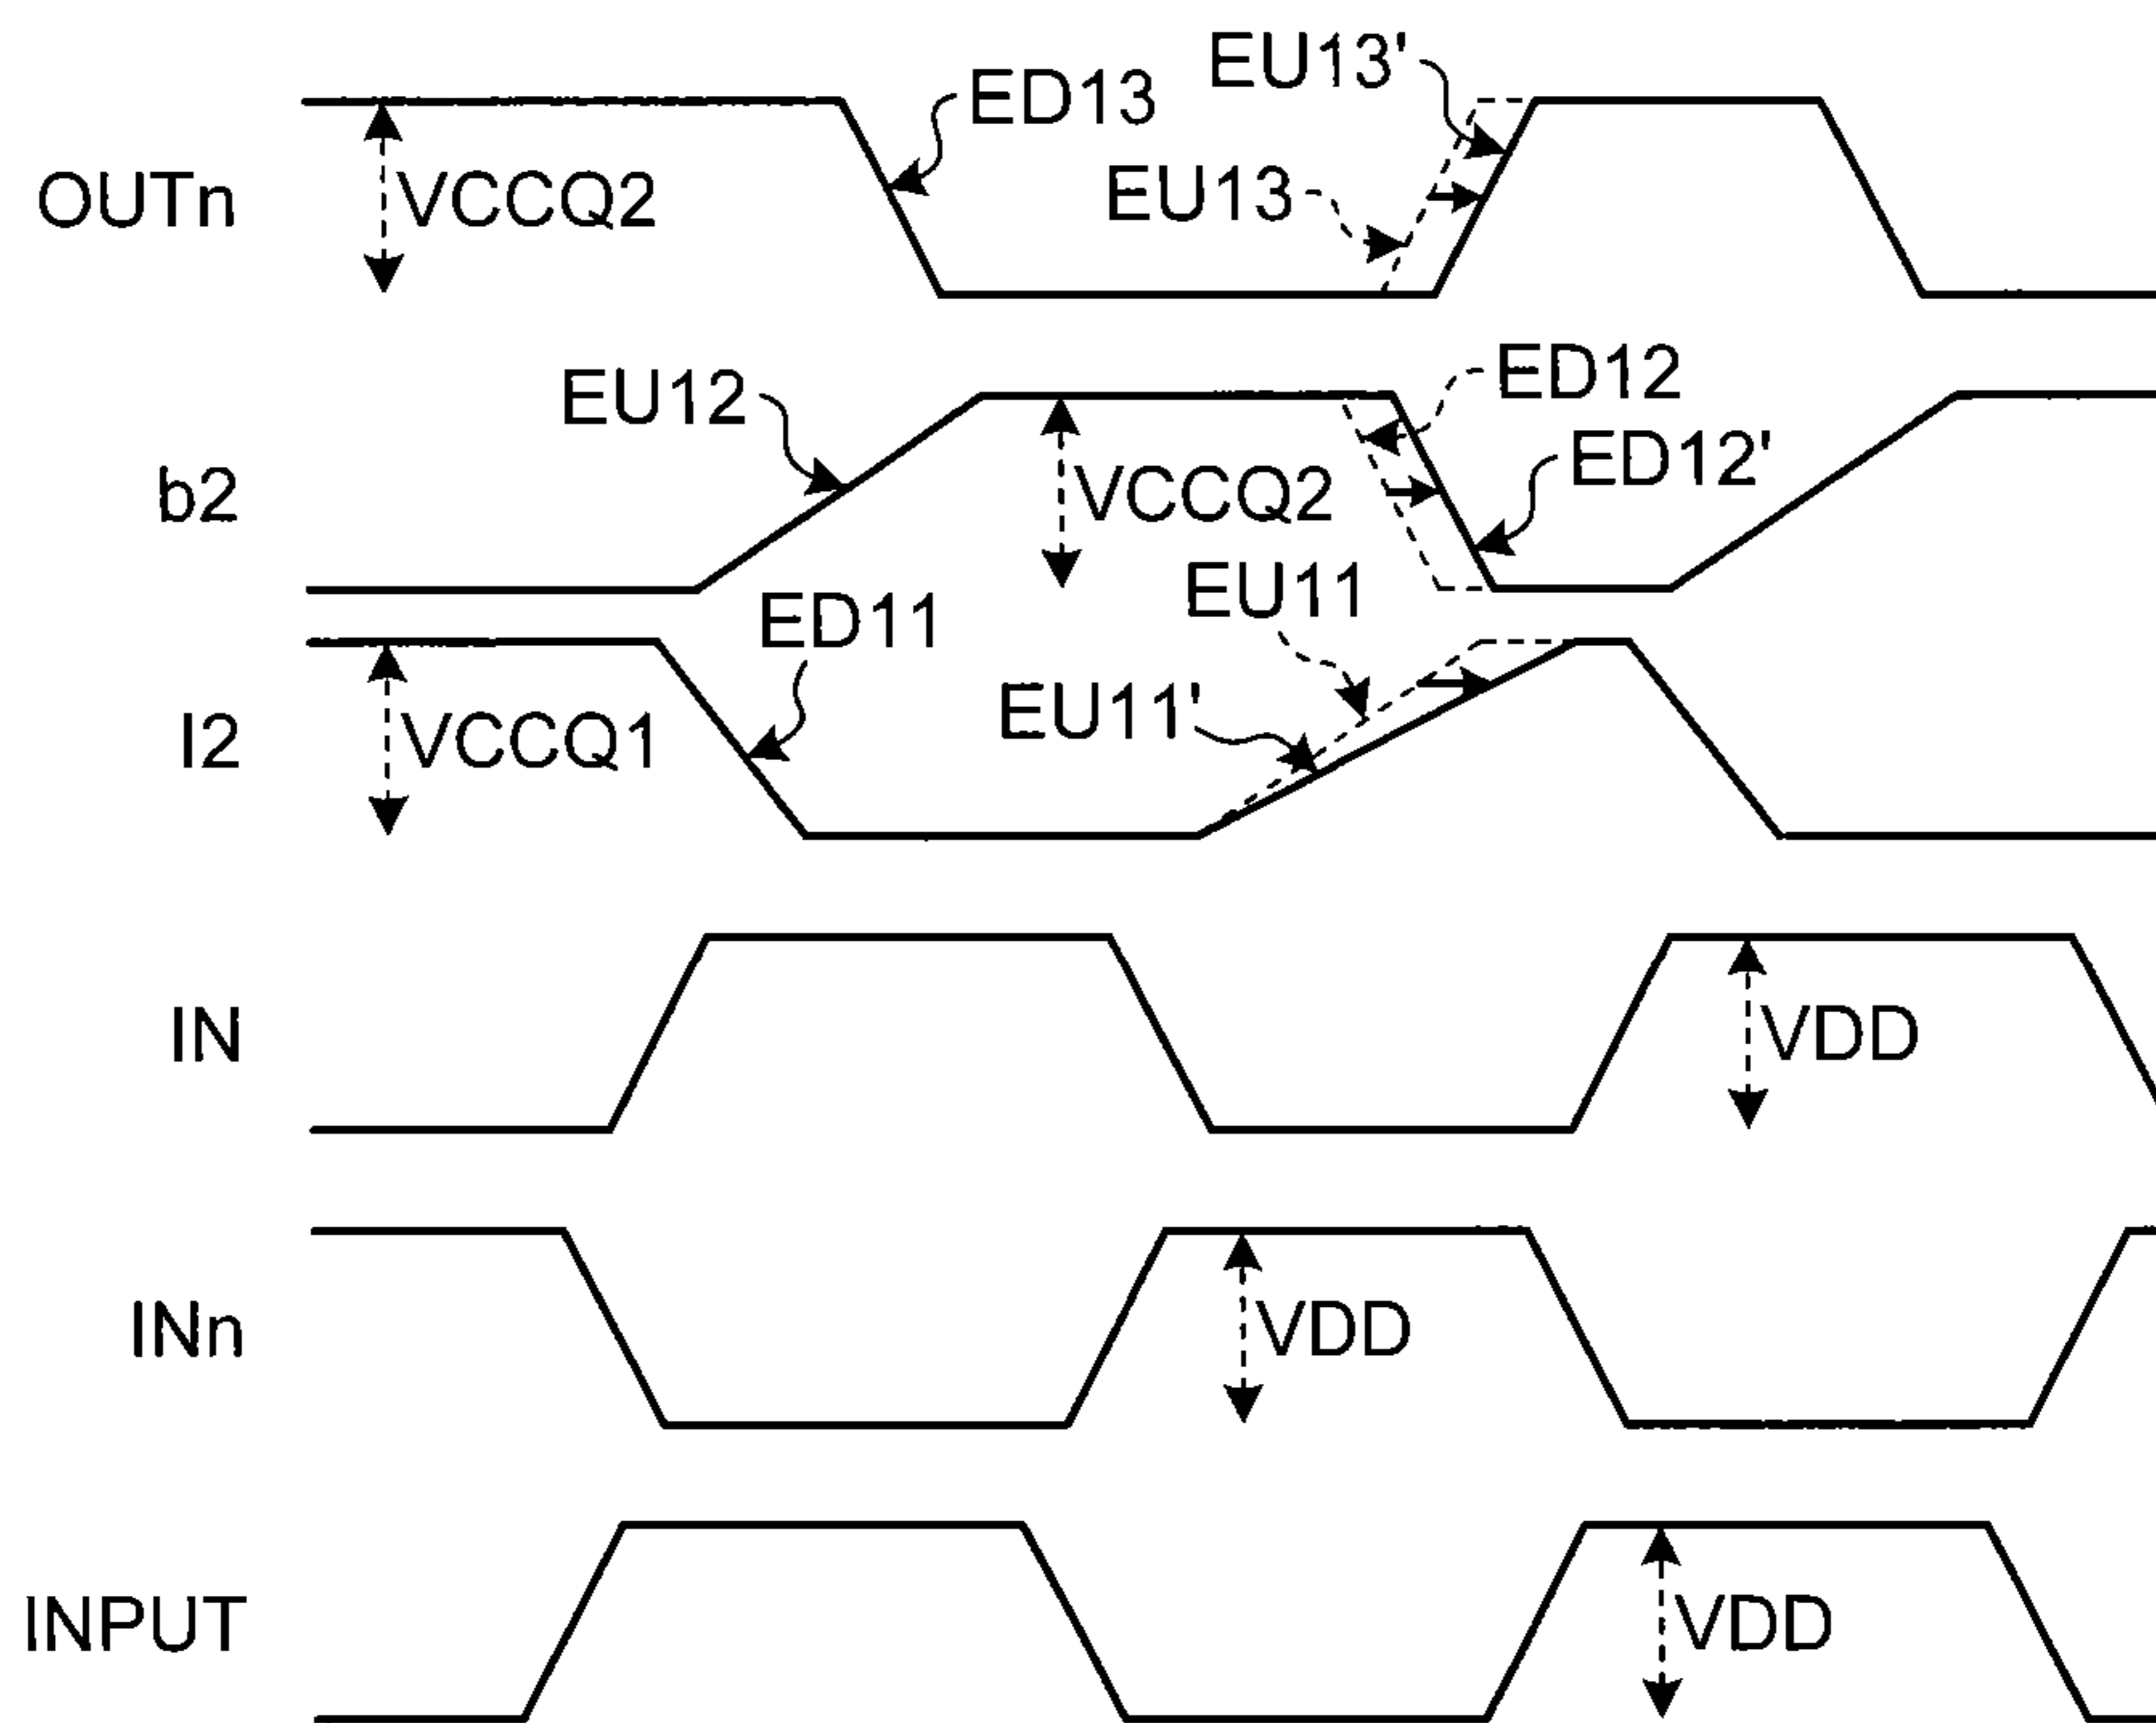 EU13'
ED13
EU13
OUTn
VCCQ2
EU12
ED12
ED12'
b2
VCCQ2
ED11
EU11
EU11'
I2
VCCQ1
IN
VDD
INn
VDD
INPUT
VDD